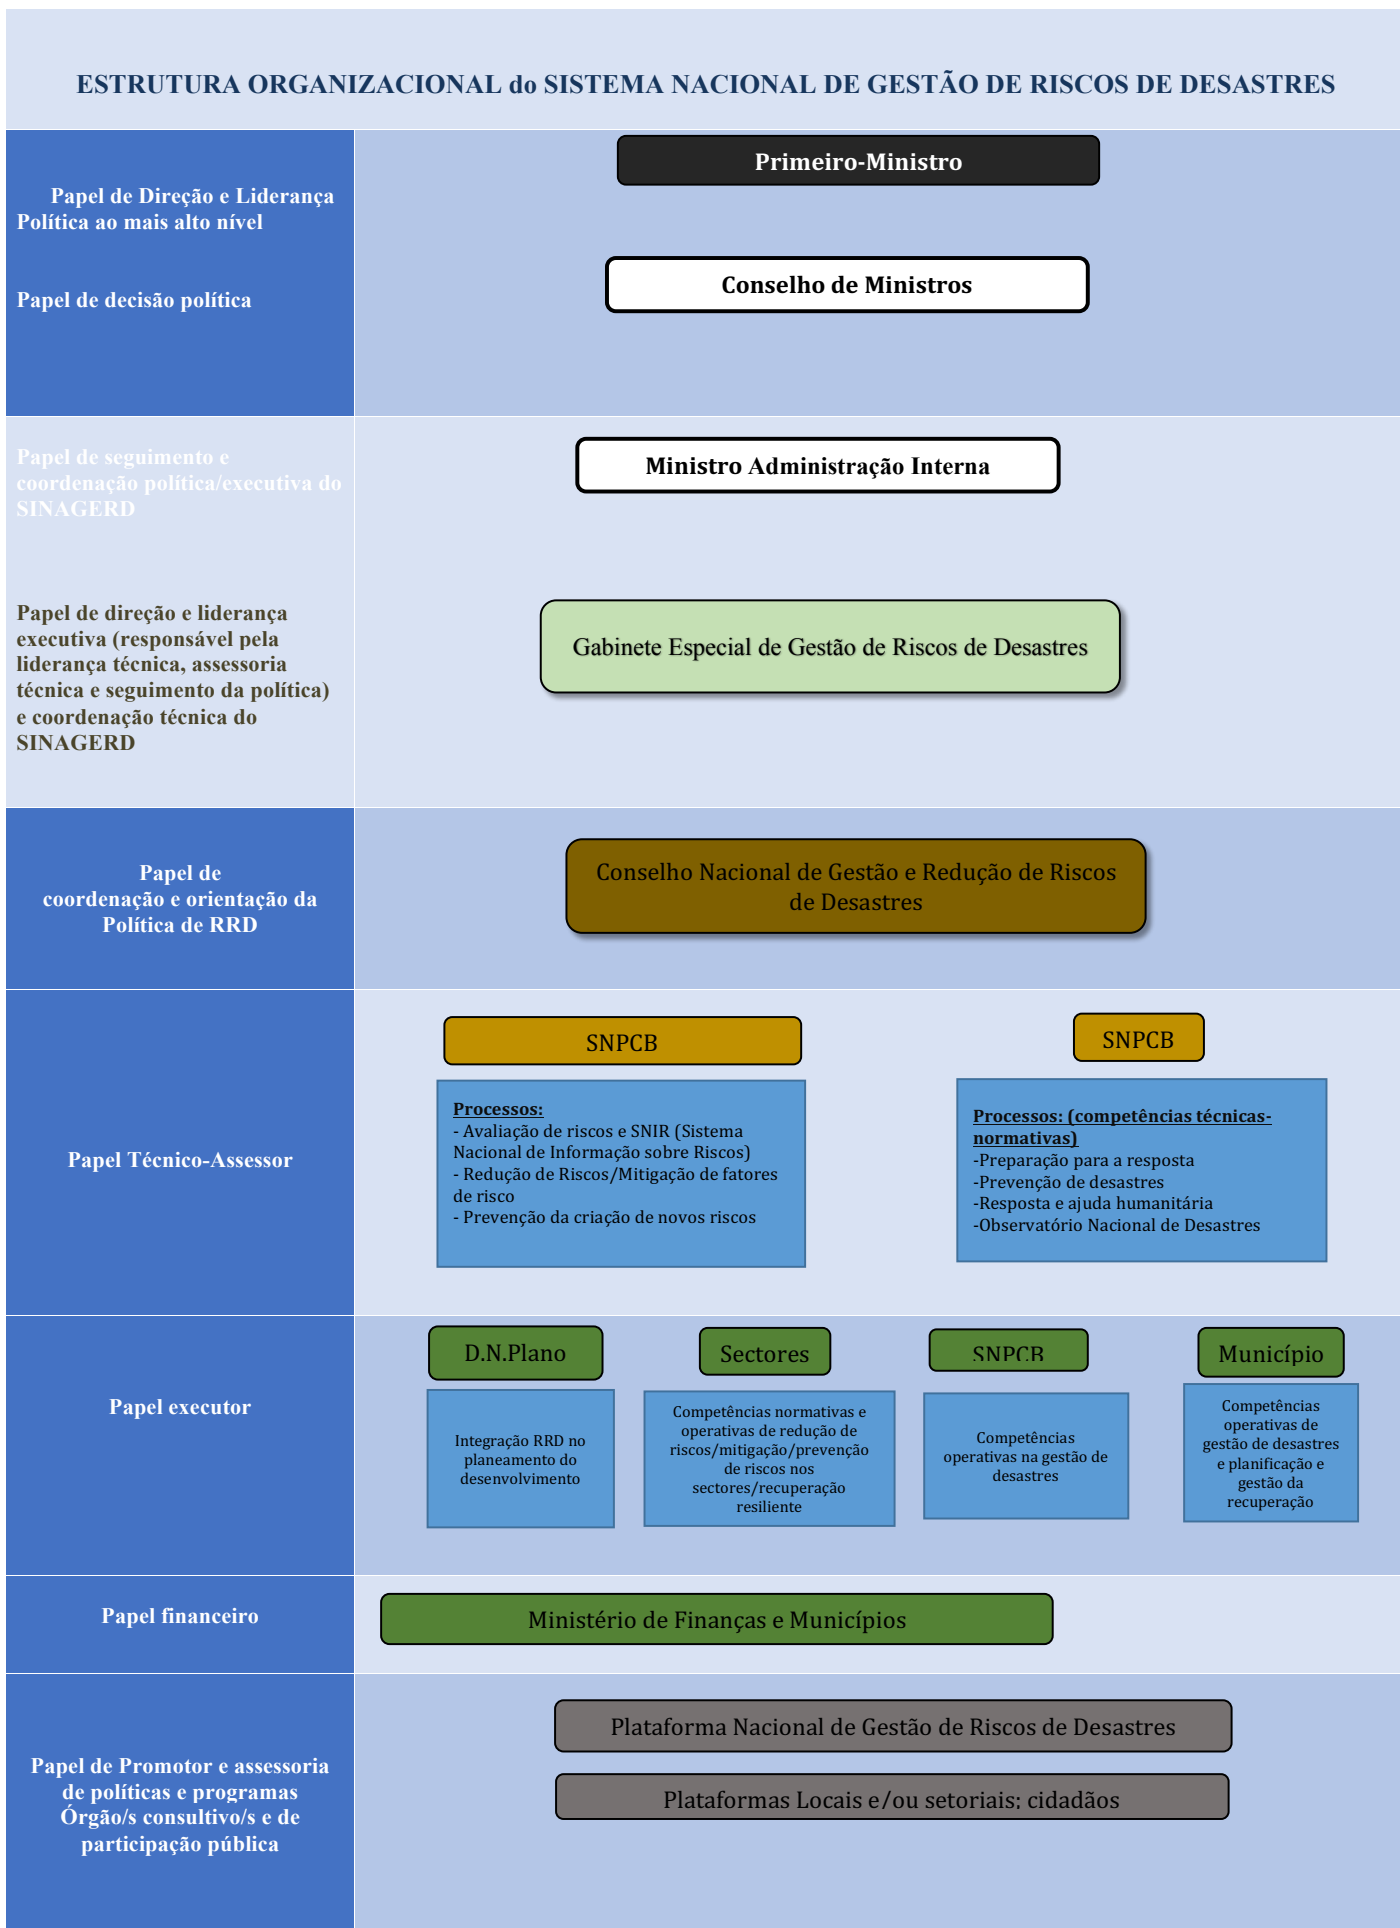 ESTRUTURA ORGANIZACIONAL do SISTEMA NACIONAL DE GESTÃO DE RISCOS DE DESASTRES
Papel de Direção e Liderança
Política ao mais alto nível
Papel de decisão política
Primeiro-Ministro
Conselho de Ministros
Papel de seguimento e
coordenação política/executiva do
SINAGERD
Ministro Administração Interna
Papel de direção e liderança
executiva (responsável pela
liderança técnica, assessoria
técnica e seguimento da política)
e coordenação técnica do
SINAGERD
Gabinete Especial de Gestão de Riscos de Desastres
Papel de
coordenação e orientação da
Política de RRD
Conselho Nacional de Gestão e Redução de Riscos
de Desastres
Papel Técnico-Assessor
SNPCB
Processos:
- Avaliação de riscos e SNIR (Sistema
Nacional de Informação sobre Riscos)
- Redução de Riscos/Mitigação de fatores
de risco
- Prevenção da criação de novos riscos
SNPCB
Processos: (competências técnicas-
normativas)
-Preparação para a resposta
-Prevenção de desastres
-Resposta e ajuda humanitária
-Observatório Nacional de Desastres
Papel executor
D.N.Plano
Integração RRD no
planeamento do
desenvolvimento
Sectores
Competências normativas e
operativas de redução de
riscos/mitigação/prevenção
de riscos nos
sectores/recuperação
resiliente
SNPCB
Competências
operativas na gestão de
desastres
Município
Competências
operativas de
gestão de desastres
e planificação e
gestão da
recuperação
Papel financeiro
Ministério de Finanças e Municípios
Papel de Promotor e assessoria
de políticas e programas
Órgão/s consultivo/s e de
participação pública
Plataforma Nacional de Gestão de Riscos de Desastres
Plataformas Locais e/ou setoriais; cidadãos